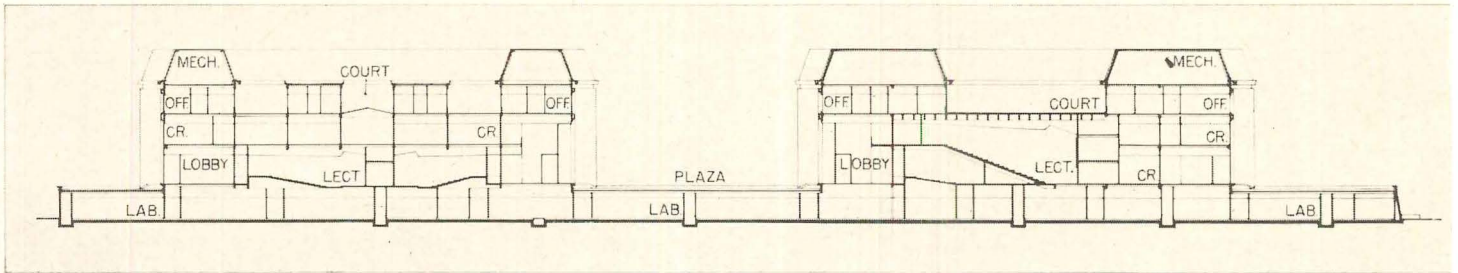 MECH.
COURT
OFF.
OFF.
CR.
CR.
LOBBY
LECT.
LAB.
PLAZA
LAB.
MECH.
OFF.
COURT
OFF.
CR.
LOBBY
LECT.
CR.
LAB.